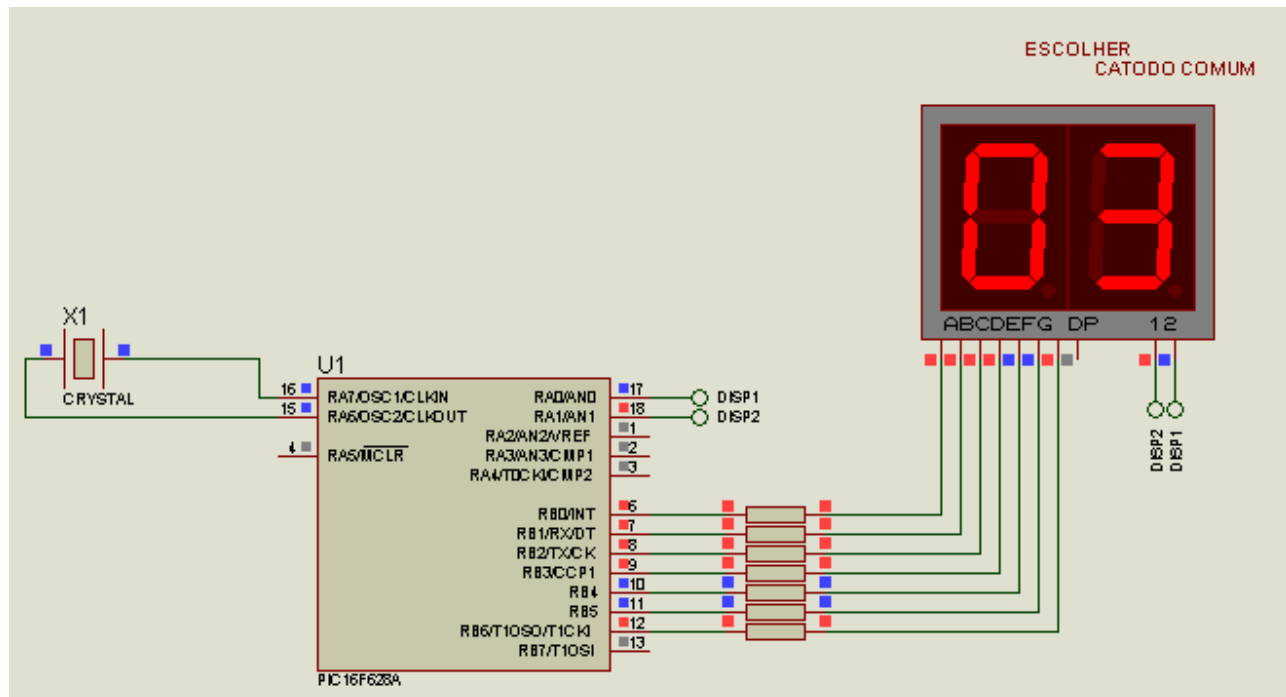 ESCOLHER
CATODO COMUM
ABCDEFG DP 12
DISP2
DISP1
X1
CRYSTAL
U1
16 RA7/OSC1/CLKIN RA0/AN0 17 DISP1
15 RA6/OSC2/CLKOUT RA1/AN1 18 DISP2
RA2/AN2/VREF 1
4 RA5/MCLR RA3/AN3/CMP1 2
RA4/T0CKI/CMP2 3
RB0/INT 6
RB1/RX/DT 7
RB2/TX/CK 8
RB3/CCP1 9
RB4 10
RB5 11
RB6/T1OSO/T1CKI 12
RB7/T1OSI 13
PIC16F628A
03